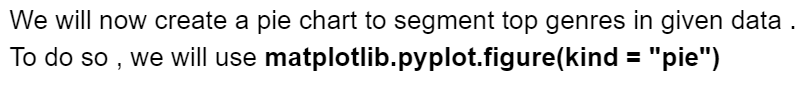 We will now create a pie chart to segment top genres in given data .
To do so , we will use matplotlib.pyplot.figure(kind = "pie")